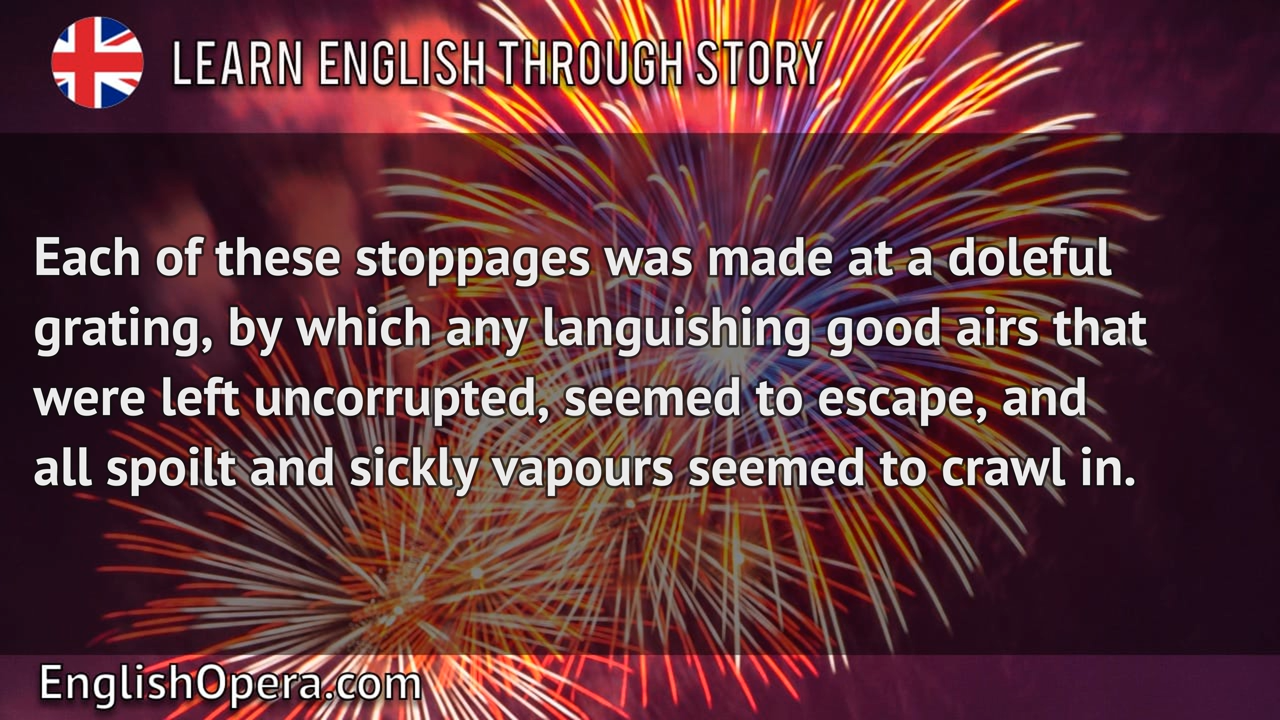 LEARN ENGLISH THROUGH STORY
Each of these stoppages was made at a doleful
grating, by which any languishing good airs that
were left uncorrupted, seemed to escape, and
all spoilt and sickly vapours seemed to crawl in.
EnglishOpera.com